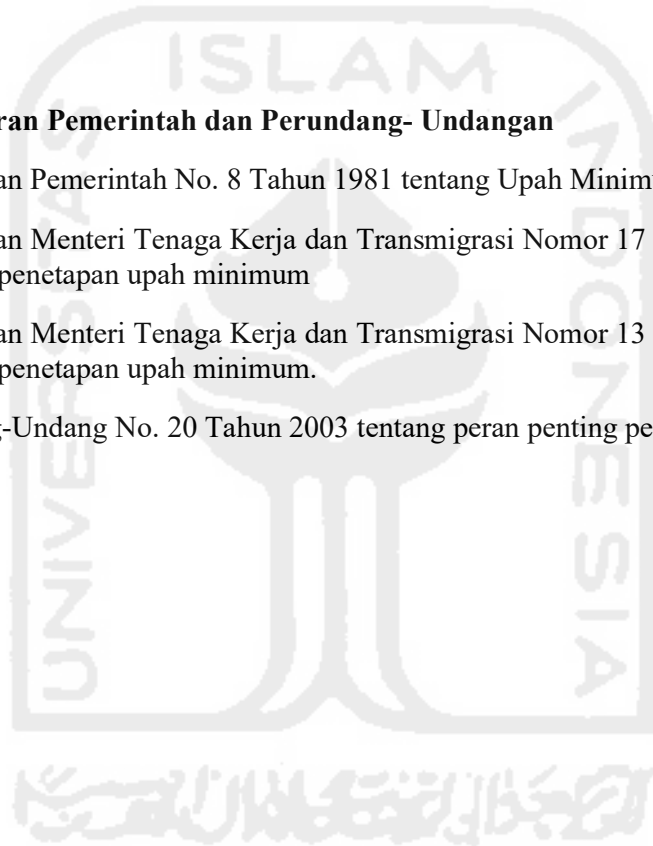 ISLAM
UNIVERSITAS
INDONESIA
ran Pemerintah dan Perundang- Undangan
an Pemerintah No. 8 Tahun 1981 tentang Upah Minim
an Menteri Tenaga Kerja dan Transmigrasi Nomor 17
penetapan upah minimum
an Menteri Tenaga Kerja dan Transmigrasi Nomor 13
penetapan upah minimum.
g-Undang No. 20 Tahun 2003 tentang peran penting pe